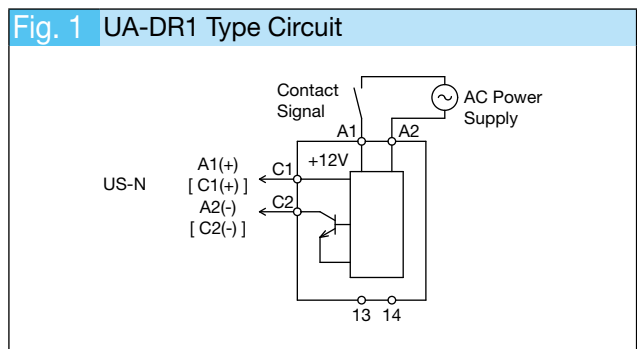 Fig. 1 UA-DR1 Type Circuit
Contact
Signal
AC Power
Supply
A1 A2
+12V
US-N
A1(+)
[ C1(+) ]
A2(-)
[ C2(-) ]
C1
C2
13 14